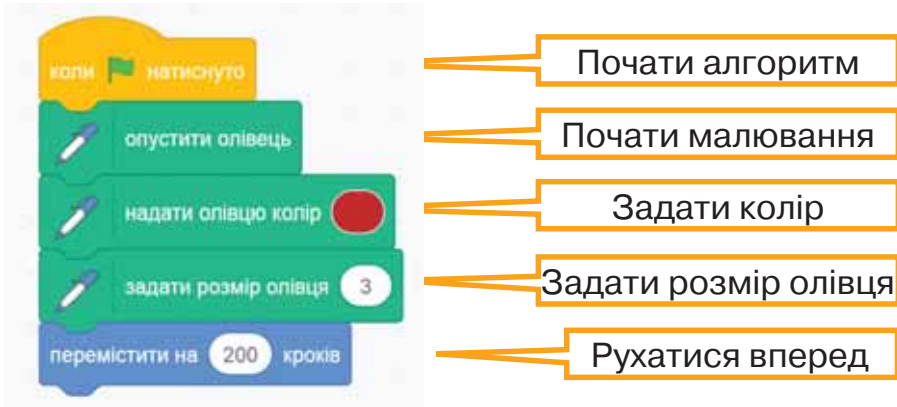 коли натиснуто
Почати алгоритм
опустити олівець
Почати малювання
надати олівцю колір
Задати колір
задати розмір олівця 3
Задати розмір олівця
перемістити на 200 кроків
Рухатися вперед